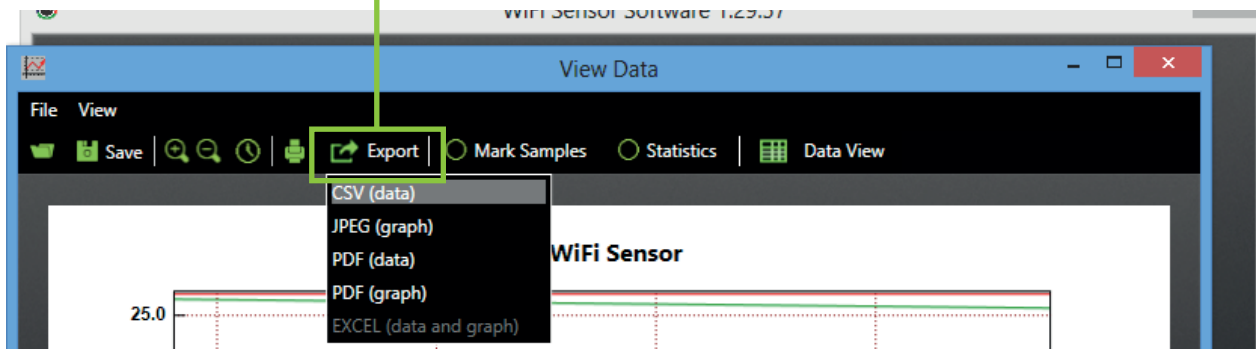 WiFi Sensor Software 1.29.37
View Data
File View
Save Export Mark Samples Statistics Data View
CSV (data)
JPEG (graph)
WiFi Sensor
PDF (data)
PDF (graph)
25.0
EXCEL (data and graph)